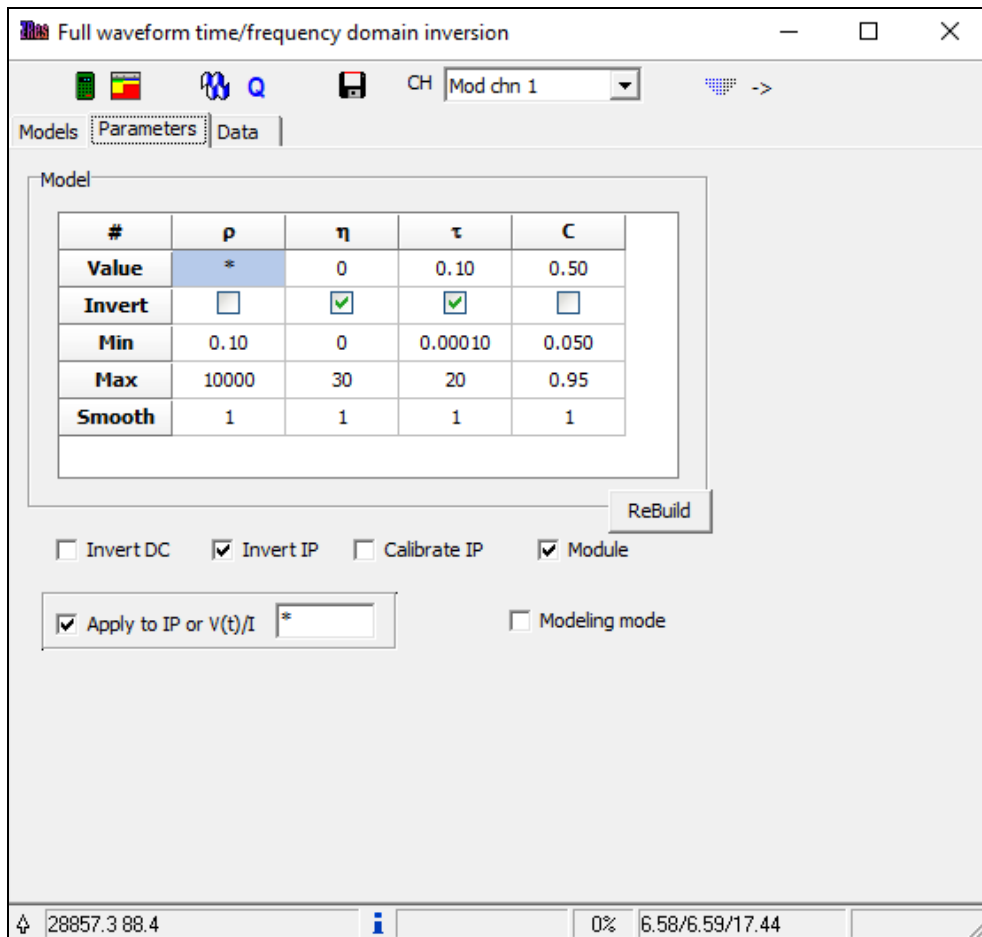 Full waveform time/frequency domain inversion
Q CH Mod chn 1 ->
Models Parameters Data
Model
# ρ η τ C
Value * 0 0.10 0.50
Invert
Min 0.10 0 0.00010 0.050
Max 10000 30 20 0.95
Smooth 1 1 1 1
ReBuild
Invert DC Invert IP Calibrate IP Module
Apply to IP or V(t)/I * Modeling mode
28857.3 88.4 i 0% 6.58/6.59/17.44